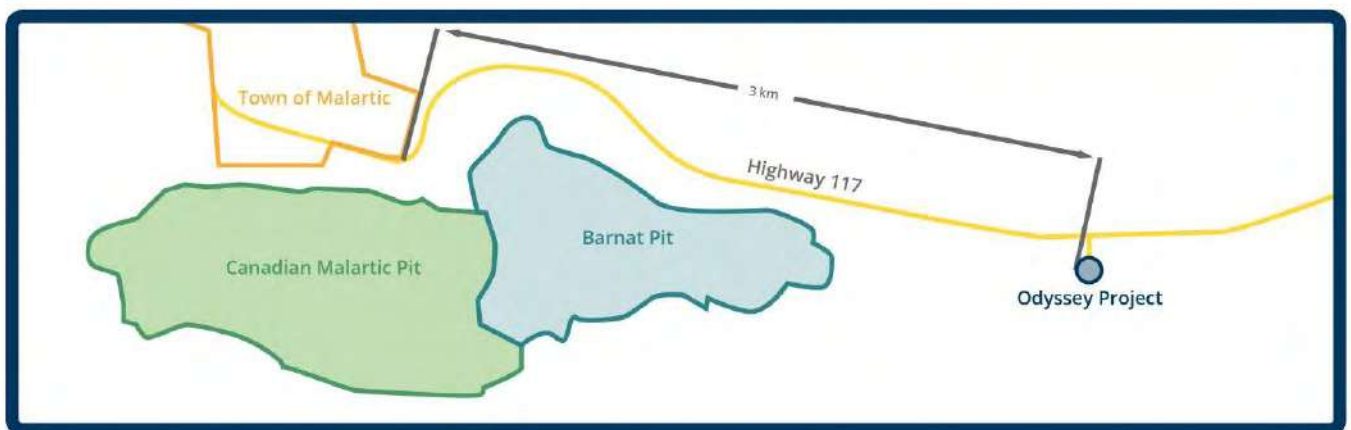 Town of Malartic
3 km
Highway 117
Barnat Pit
Canadian Malartic Pit
Odyssey Project